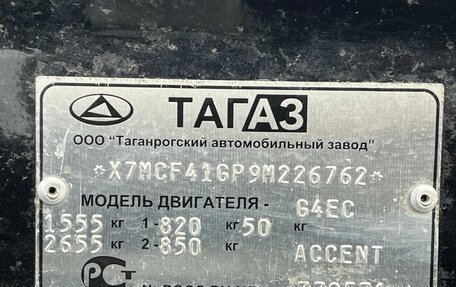 ТАГАЗ
ООО "Таганрогский автомобильный завод"
*X7MCF41GP9M226762*
МОДЕЛЬ ДВИГАТЕЛЯ - G4EC
1555 кг 1-820 кг 50 кг
2655 кг 2-850 кг ACCENT
РСТ